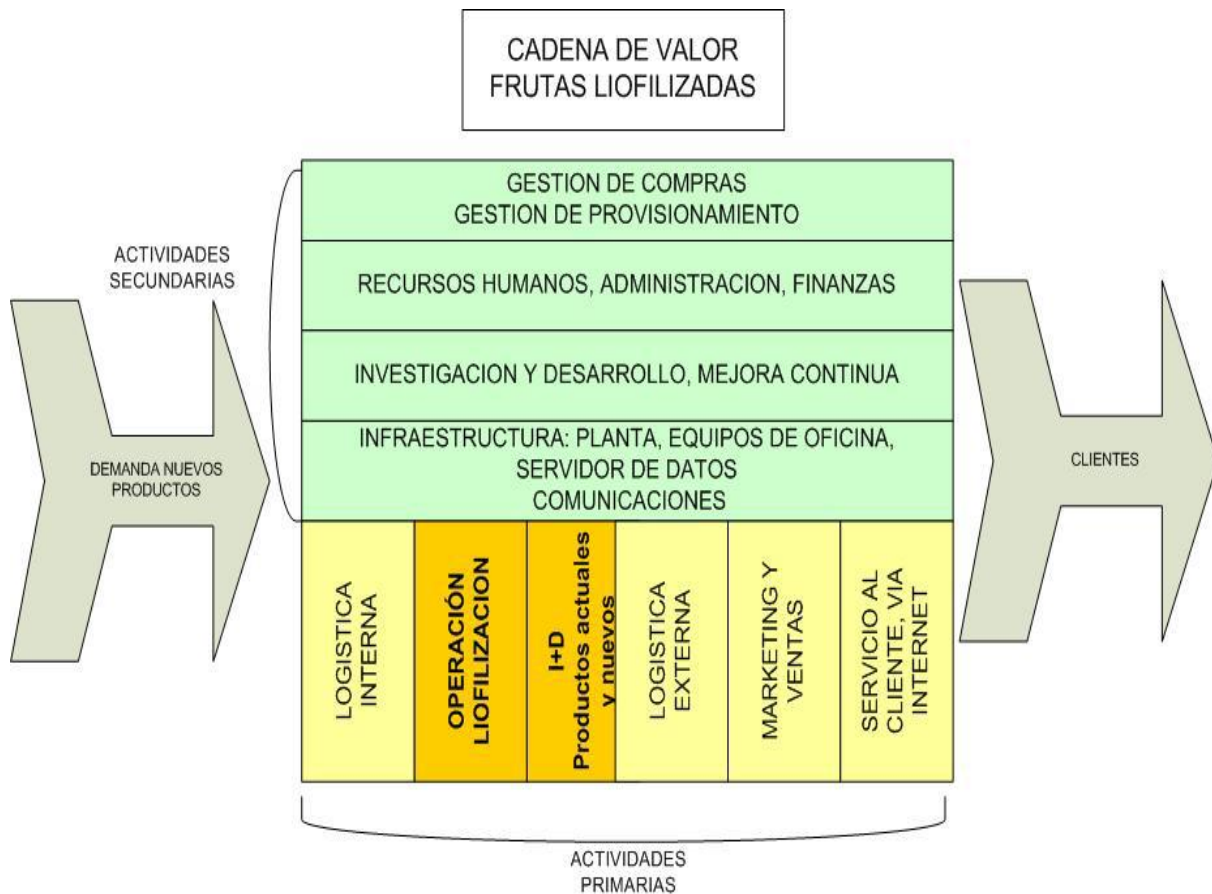 CADENA DE VALOR
FRUTAS LIOFILIZADAS
GESTION DE COMPRAS
GESTION DE PROVISIONAMIENTO
ACTIVIDADES
SECUNDARIAS
RECURSOS HUMANOS, ADMINISTRACION, FINANZAS
INVESTIGACION Y DESARROLLO, MEJORA CONTINUA
INFRAESTRUCTURA: PLANTA, EQUIPOS DE OFICINA,
SERVIDOR DE DATOS
COMUNICACIONES
DEMANDA NUEVOS
PRODUCTOS
CLIENTES
LOGISTICA
INTERNA
OPERACIÓN
LIOFILIZACION
I+D
Productos actuales
y nuevos
LOGISTICA
EXTERNA
MARKETING Y
VENTAS
SERVICIO AL
CLIENTE, VIA
INTERNET
ACTIVIDADES
PRIMARIAS